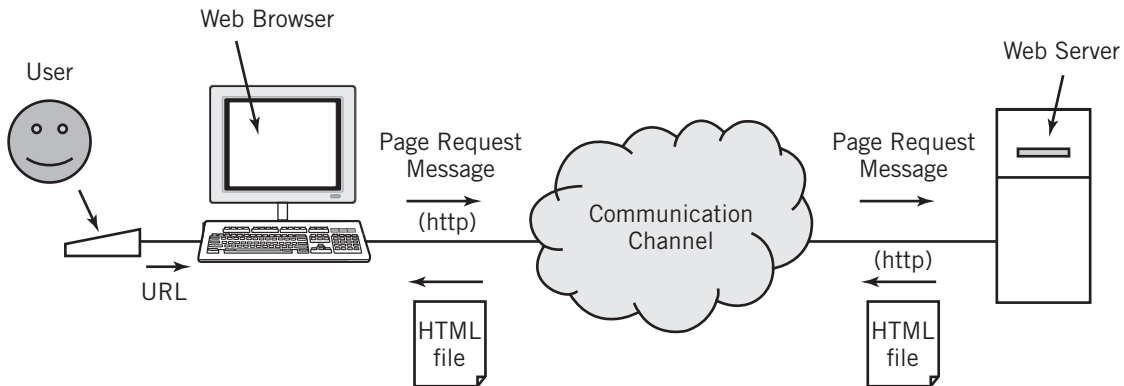 Web Browser
User
Web Server
Page Request
Message
(http)
Page Request
Message
Communication
Channel
(http)
URL
HTML
file
HTML
file